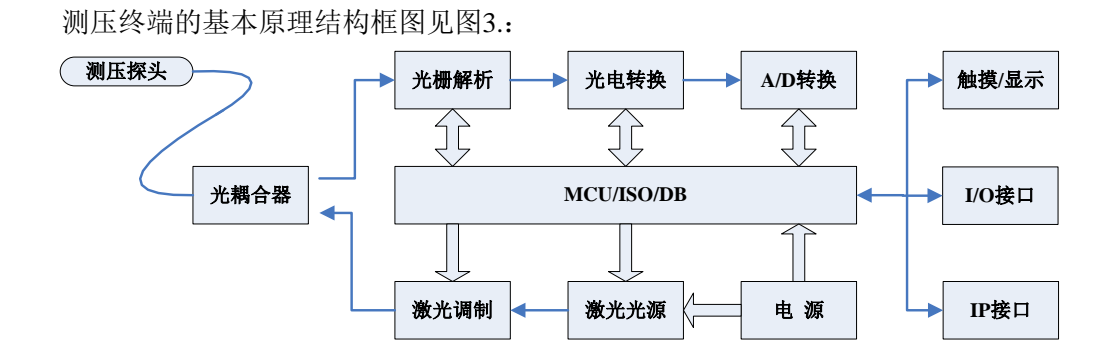 测压终端的基本原理结构框图见图3.：
测压探头
光栅解析
光电转换
A/D转换
触摸/显示
光耦合器
MCU/ISO/DB
I/O接口
激光调制
激光光源
电 源
IP接口